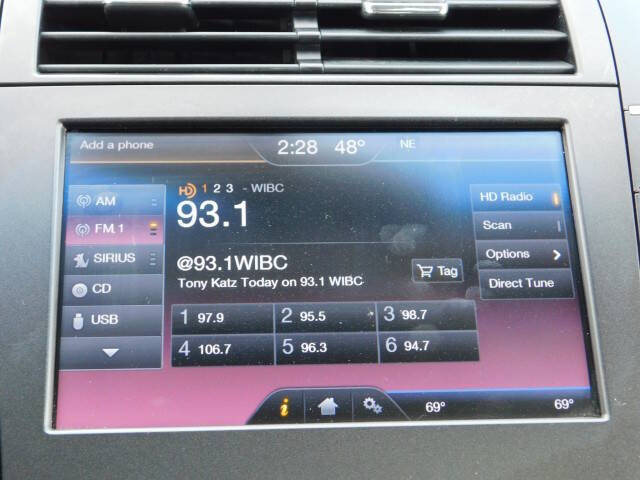 Add a phone 2:28 48° NE
HD 1 2 3 - WIBC
93.1
AM
FM.1
SIRIUS
CD
USB
@93.1WIBC
Tony Katz Today on 93.1 WIBC
Tag
HD Radio
Scan
Options
Direct Tune
1 97.9 2 95.5 3 98.7
4 106.7 5 96.3 6 94.7
i 69° 69°